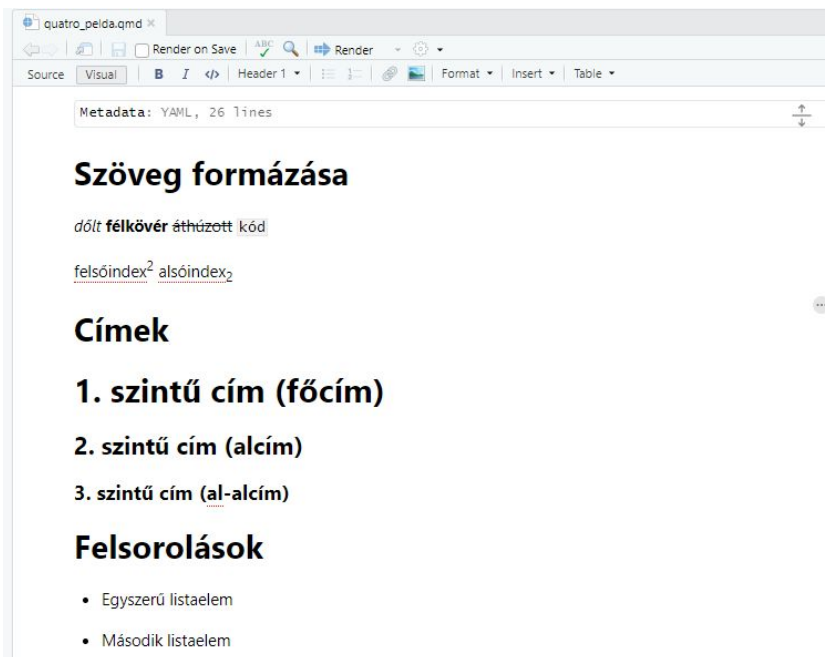 quatro_pelda.qmd ×
Render on Save ABC Render
Source Visual B I </> Header 1 Format Insert Table
Metadata: YAML, 26 lines
Szöveg formázása
dőlt félkövér áthúzott kód
felsőindex² alsóindex₂
Címek
1. szintű cím (főcím)
2. szintű cím (alcím)
3. szintű cím (al-alcím)
Felsorolások
• Egyszerű listaelem
• Második listaelem